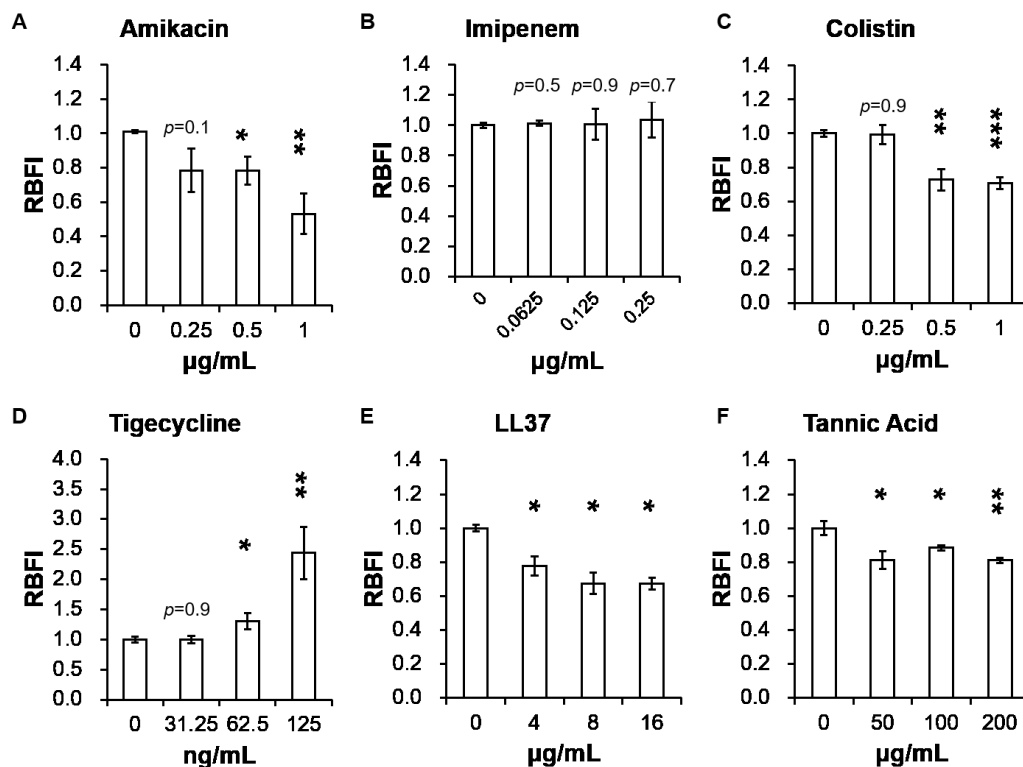 A
Amikacin
1.4
1.2
1.0
0.8
0.6
0.4
0.2
0.0
RBFI
p=0.1
*
**
0 0.25 0.5 1
µg/mL
B
Imipenem
1.4
1.2
1.0
0.8
0.6
0.4
0.2
0.0
RBFI
p=0.5 p=0.9 p=0.7
0 0.0625 0.125 0.25
µg/mL
C
Colistin
1.4
1.2
1.0
0.8
0.6
0.4
0.2
0.0
RBFI
p=0.9
**
***
0 0.25 0.5 1
µg/mL
D
Tigecycline
4.0
3.5
3.0
2.5
2.0
1.5
1.0
0.5
0.0
RBFI
p=0.9
*
**
0 31.25 62.5 125
ng/mL
E
LL37
1.4
1.2
1.0
0.8
0.6
0.4
0.2
0.0
RBFI
* * *
0 4 8 16
µg/mL
F
Tannic Acid
1.4
1.2
1.0
0.8
0.6
0.4
0.2
0.0
RBFI
* * **
0 50 100 200
µg/mL